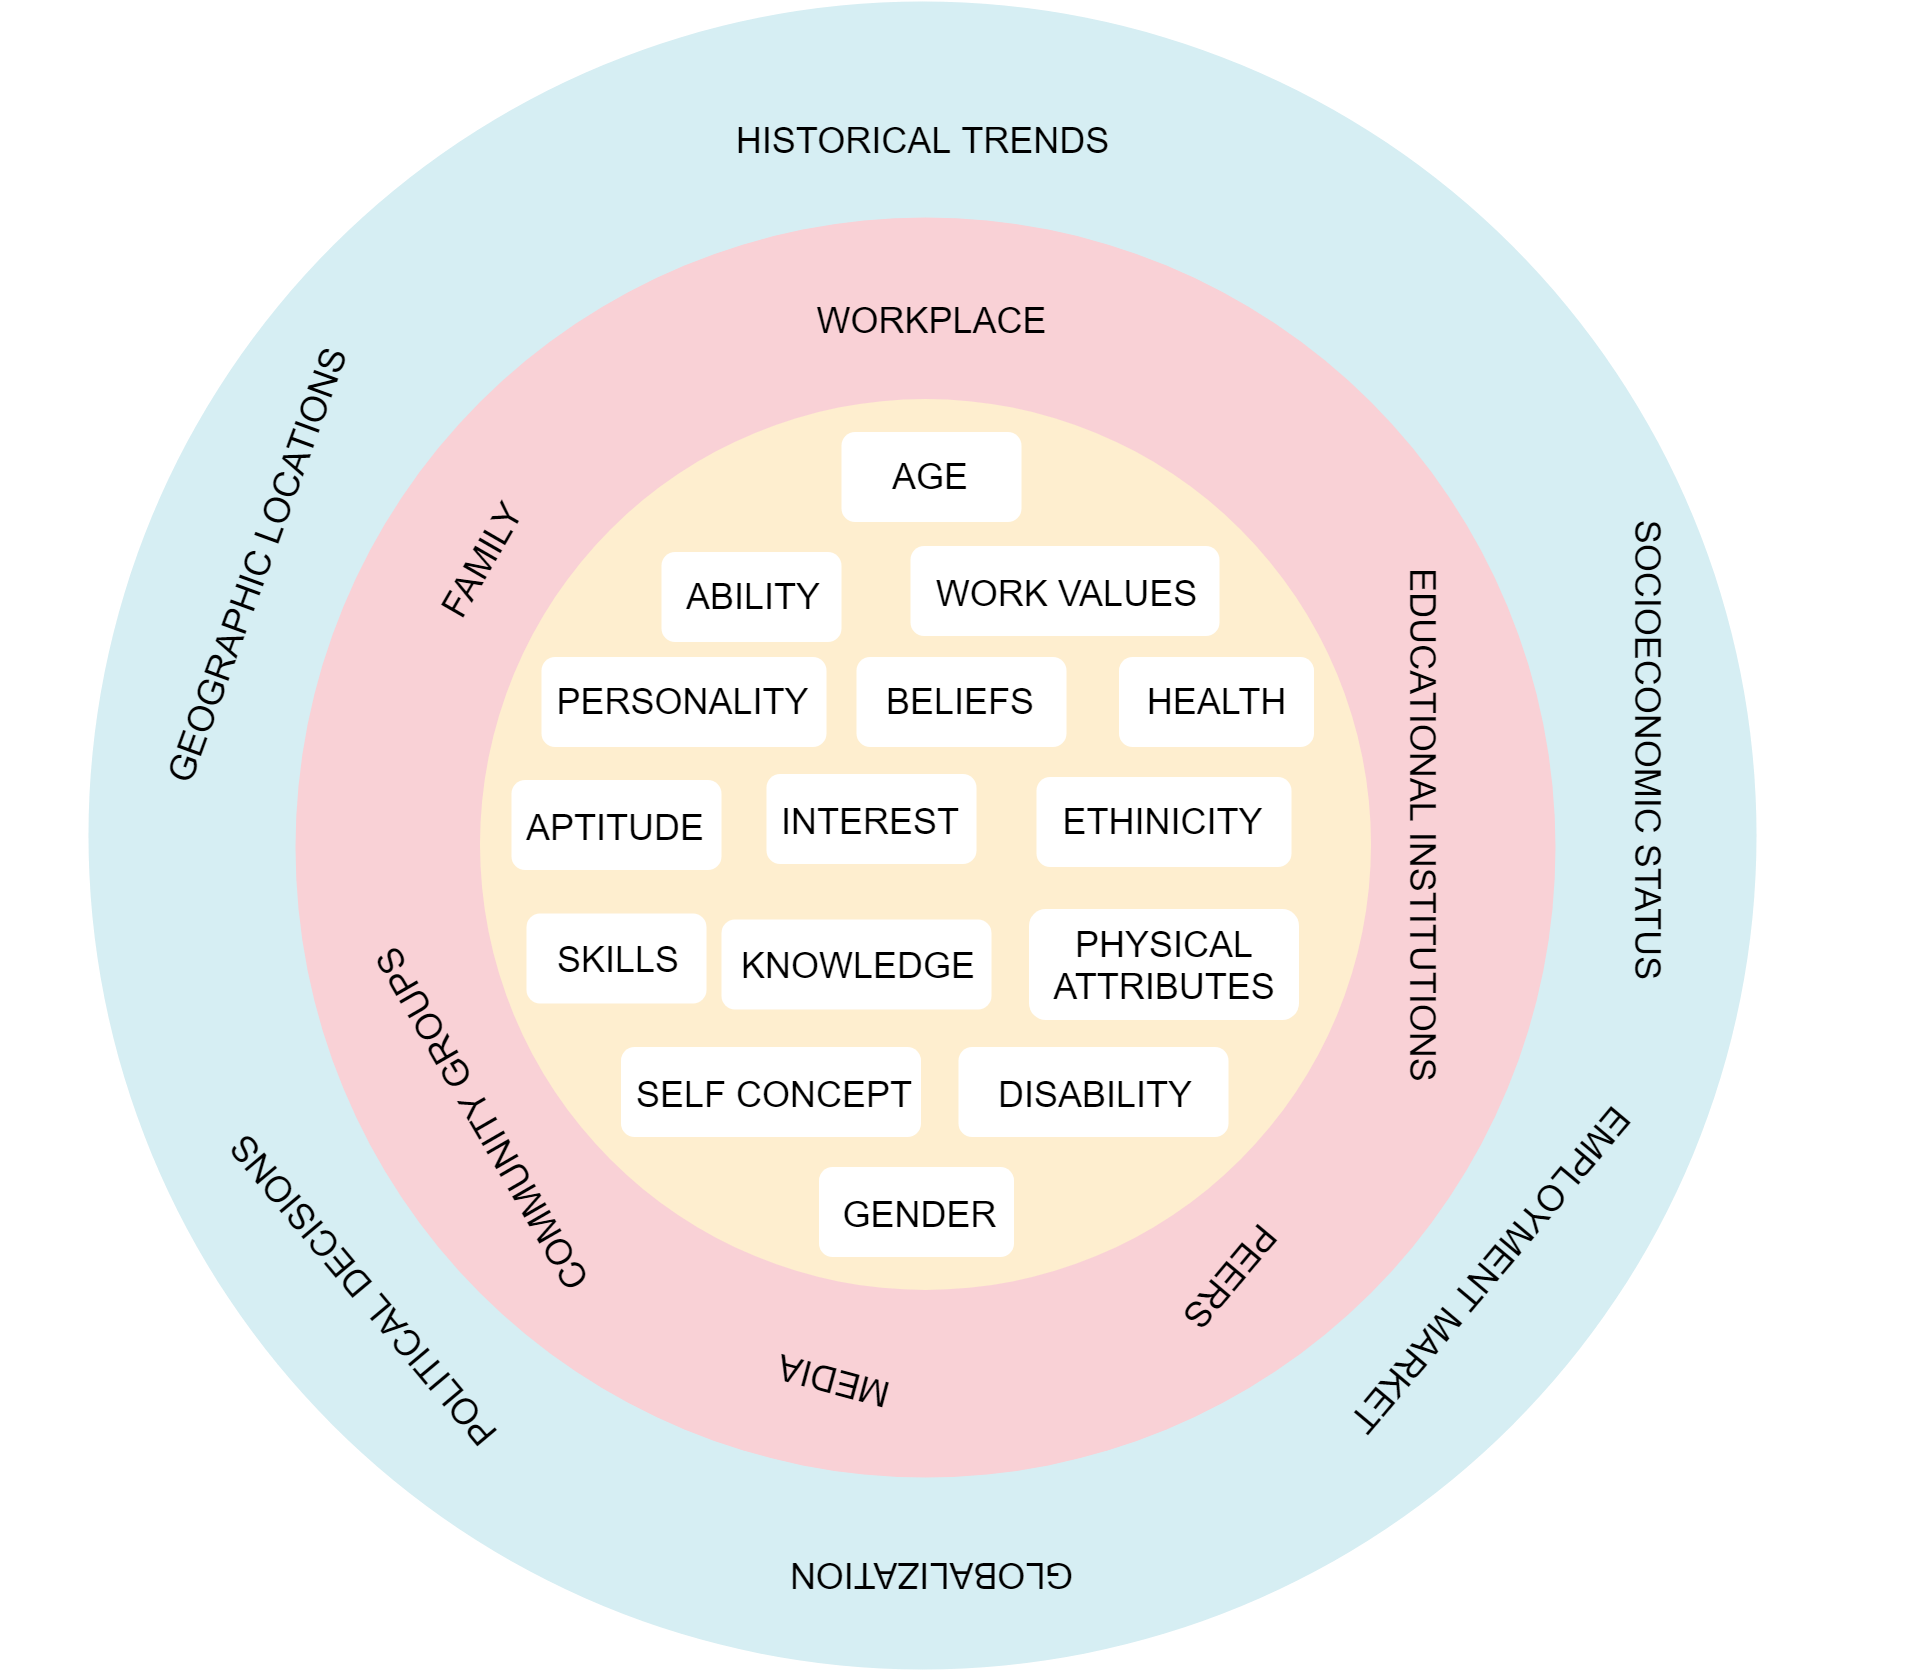 HISTORICAL TRENDS
WORKPLACE
GEOGRAPHIC LOCATIONS
FAMILY
AGE
ABILITY
WORK VALUES
PERSONALITY
BELIEFS
HEALTH
APTITUDE
INTEREST
ETHINICITY
SKILLS
KNOWLEDGE
PHYSICAL
ATTRIBUTES
SELF CONCEPT
DISABILITY
GENDER
EDUCATIONAL INSTITUTIONS
SOCIOECONOMIC STATUS
COMMUNITY GROUPS
PEERS
MEDIA
POLITICAL DECISIONS
EMPLOYMENT MARKET
GLOBALIZATION